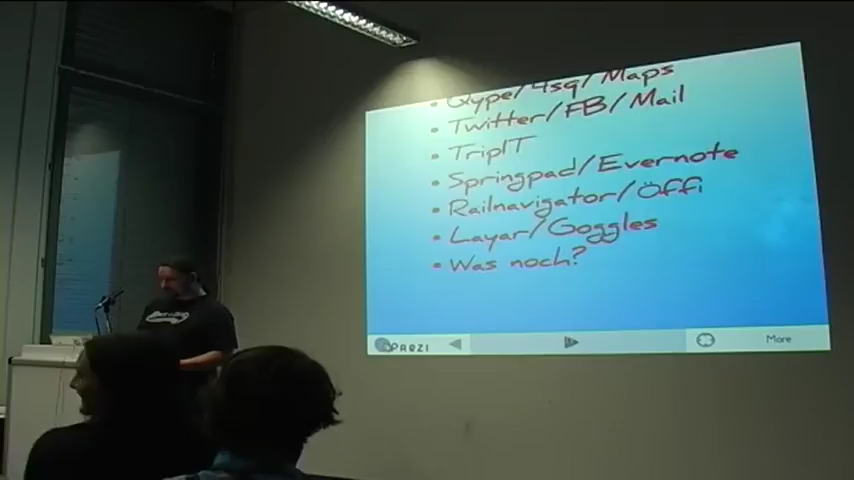 • Qype/4sq/Maps
• Twitter/FB/Mail
• TripIT
• Springpad/Evernote
• Railnavigator/Öffi
• Layar/Goggles
• Was noch?
PREZI
More